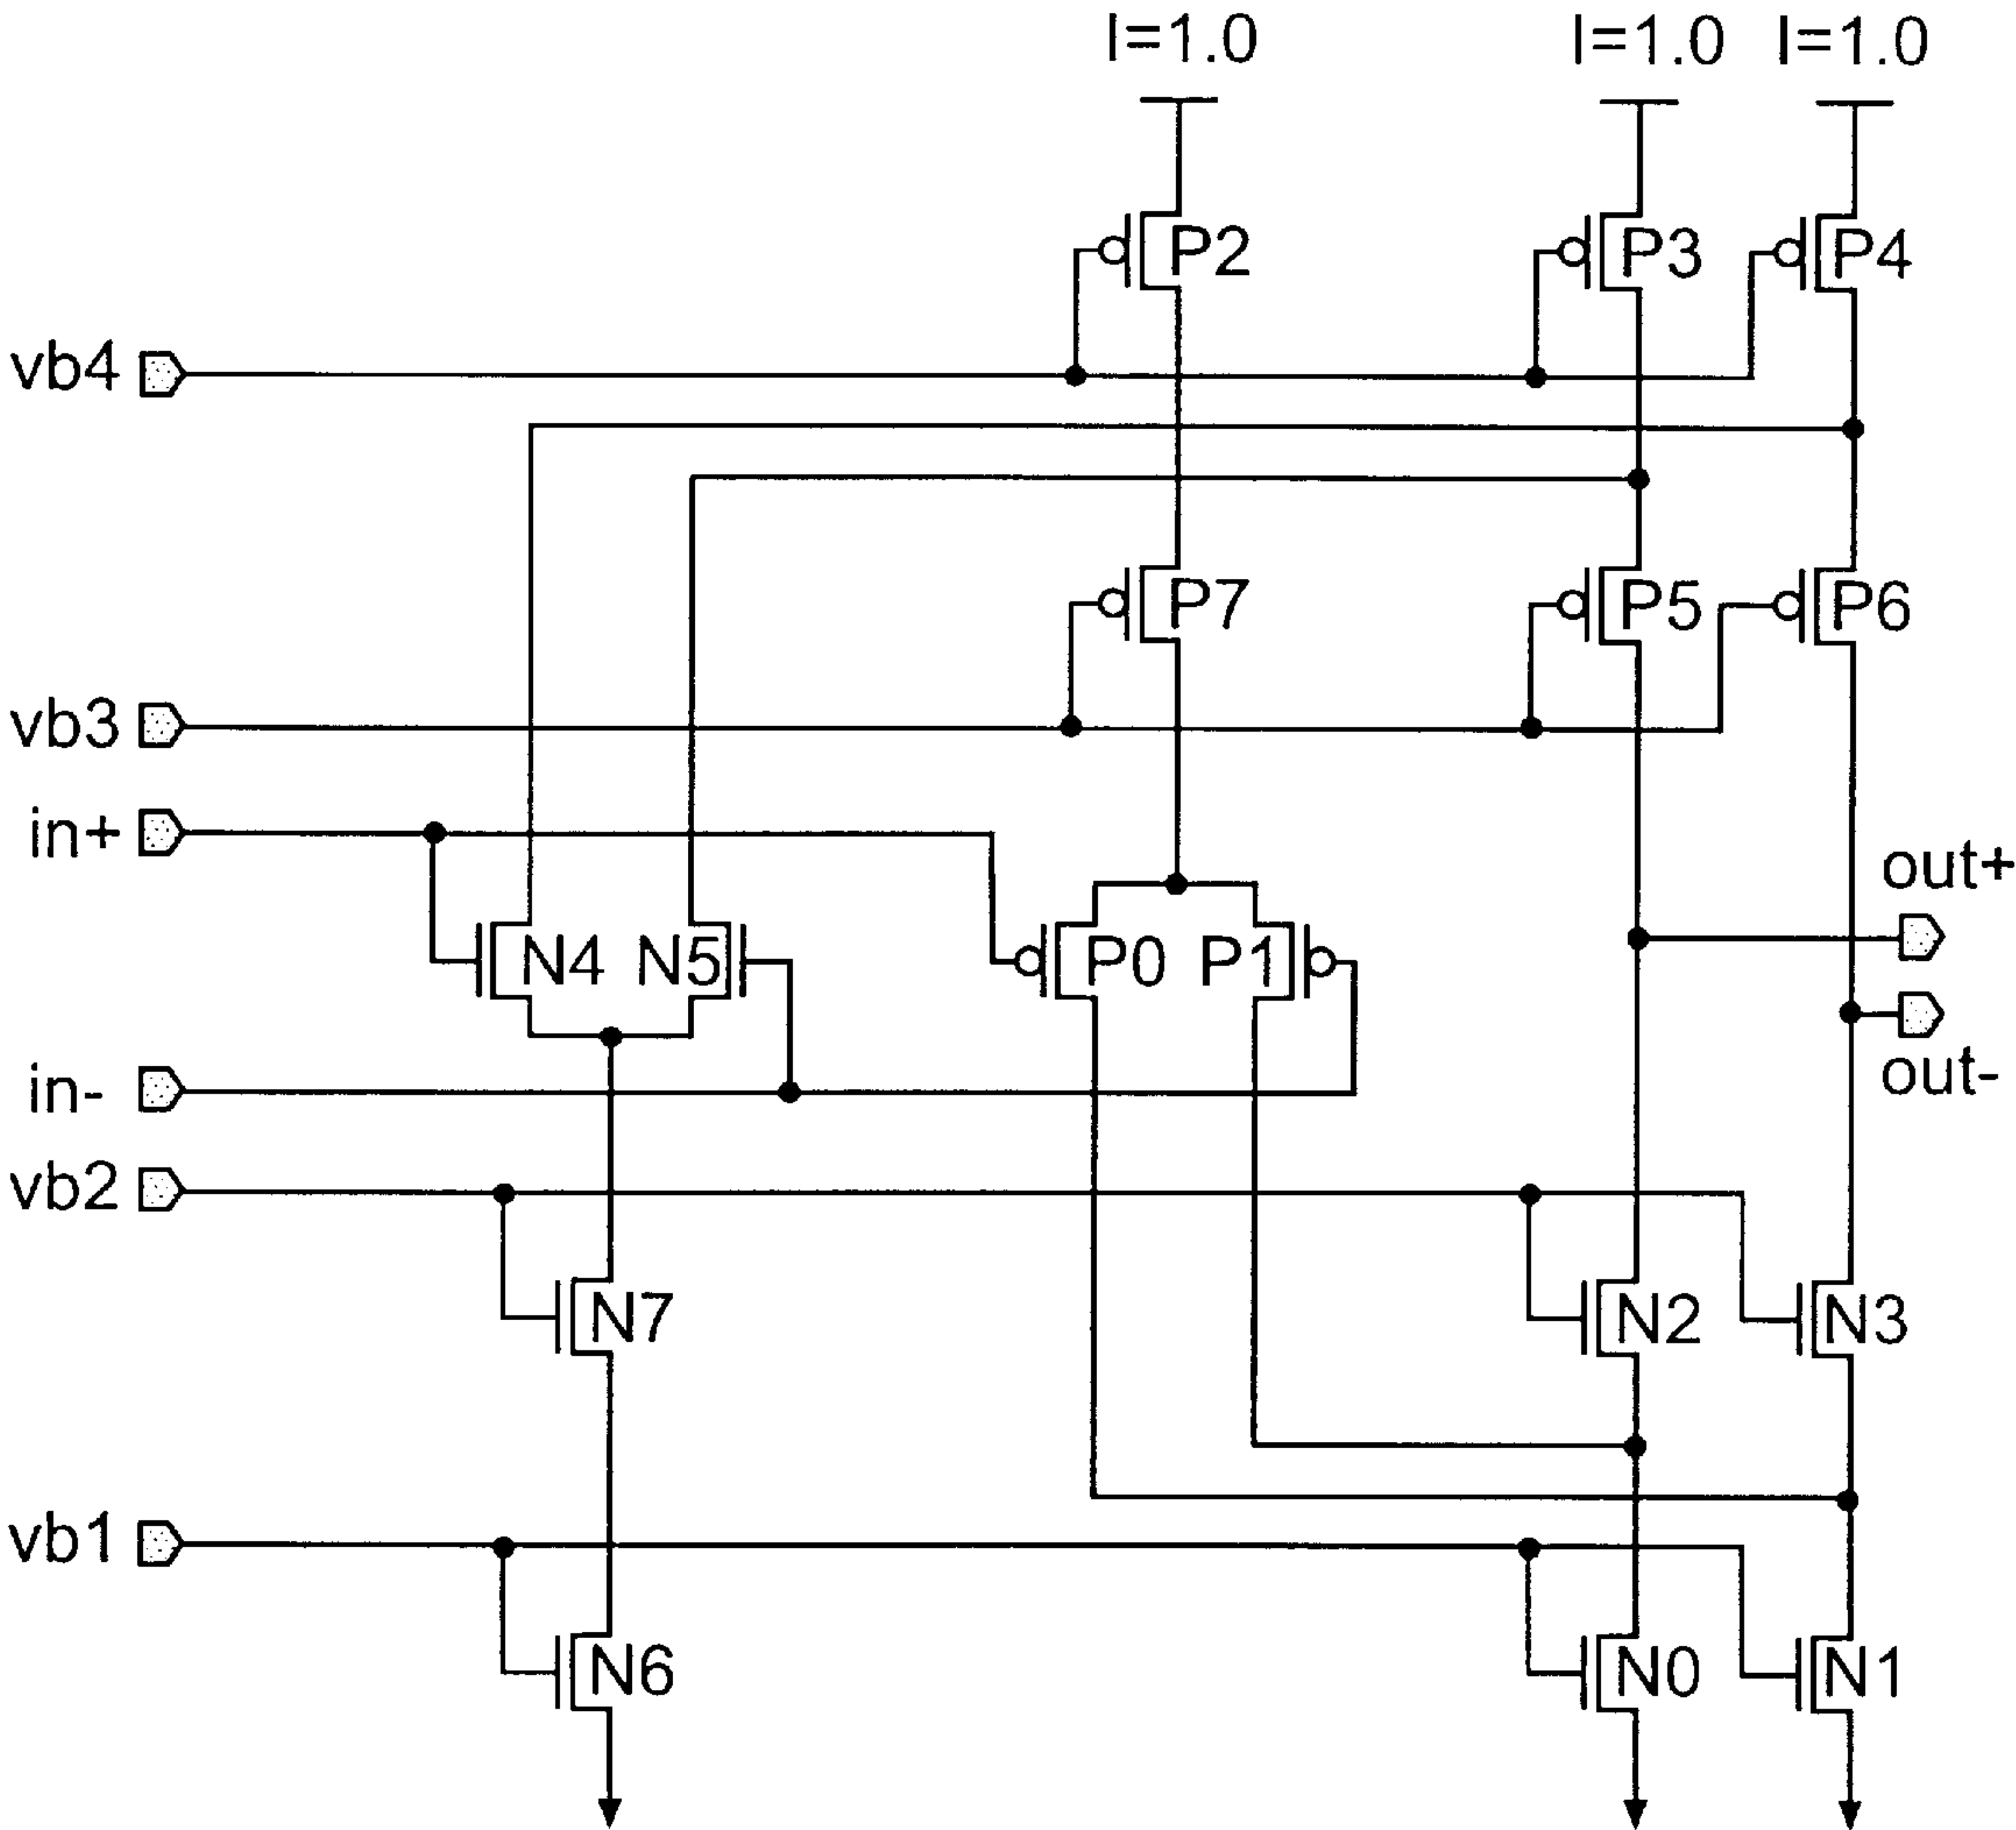 I=1.0 I=1.0 I=1.0
P2 P3 P4
vb4
P7 P5 P6
vb3
in+
out+
N4 N5 P0 P1
out-
in-
vb2
N7 N2 N3
vb1
N6 N0 N1